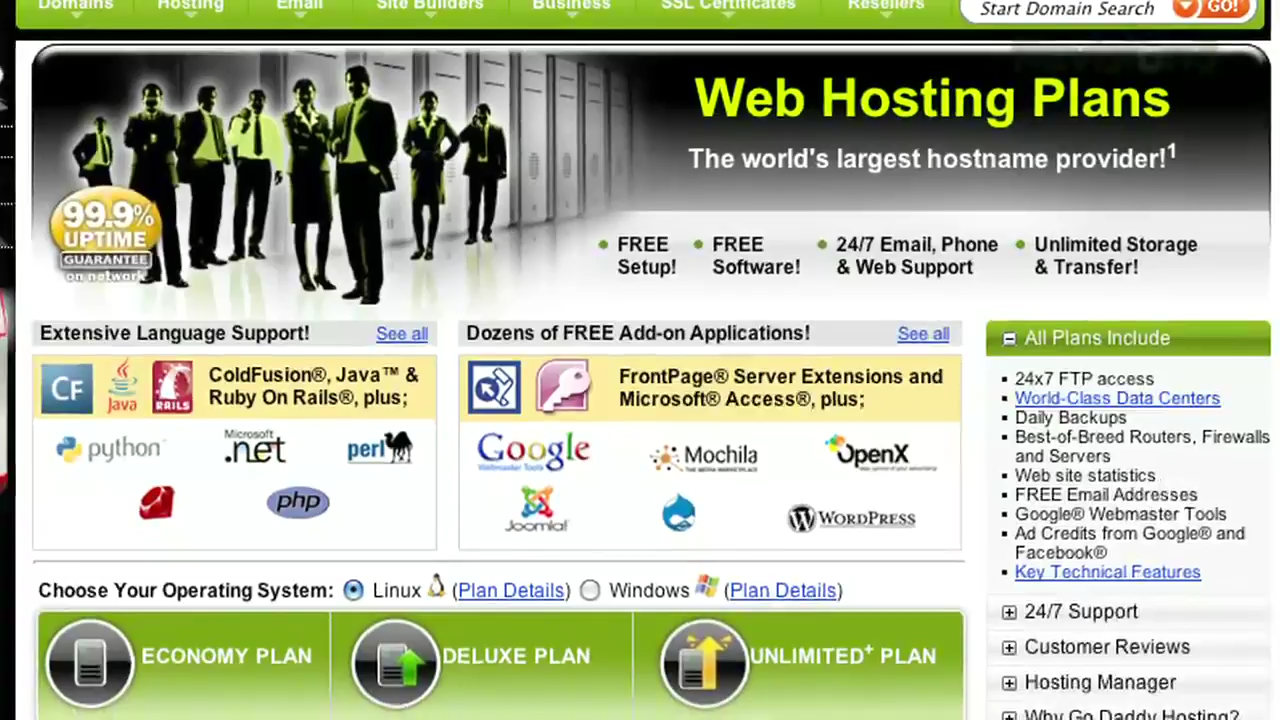 Domains Hosting Email Site Builders Business SSL Certificates Resellers Start Domain Search GO!
Web Hosting Plans
The world's largest hostname provider!1
99.9%
UPTIME
GUARANTEE
on network
FREE Setup!
FREE Software!
24/7 Email, Phone & Web Support
Unlimited Storage & Transfer!
Extensive Language Support! See all
CF Java RAILS
ColdFusion®, Java™ &
Ruby On Rails®, plus;
python Microsoft .net perl
php
Dozens of FREE Add-on Applications! See all
FrontPage® Server Extensions and
Microsoft® Access®, plus;
Google Webmaster Tools Mochila THE MEDIA MARKETPLACE OpenX
Joomla! WORDPRESS
All Plans Include
24x7 FTP access
World-Class Data Centers
Daily Backups
Best-of-Breed Routers, Firewalls
and Servers
Web site statistics
FREE Email Addresses
Google® Webmaster Tools
Ad Credits from Google® and
Facebook®
Key Technical Features
24/7 Support
Customer Reviews
Hosting Manager
Why Go Daddy Hosting?
Choose Your Operating System: Linux (Plan Details) Windows (Plan Details)
ECONOMY PLAN DELUXE PLAN UNLIMITED+ PLAN